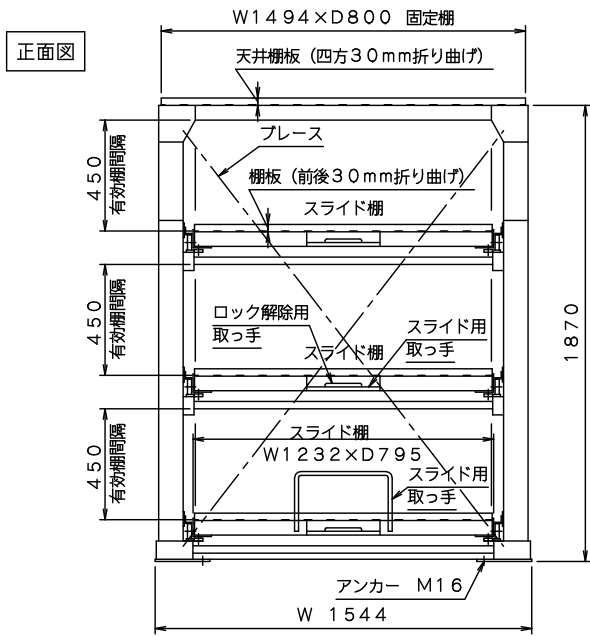 W1494×D800 固定棚
正面図
天井棚板（四方30mm折り曲げ）
ブレース
450
有効棚間隔
棚板（前後30mm折り曲げ）
スライド棚
ロック解除用
取っ手
スライド用
取っ手
スライド棚
450
有効棚間隔
1870
スライド棚
W1232×D795
450
有効棚間隔
スライド用
取っ手
アンカー M16
W 1544